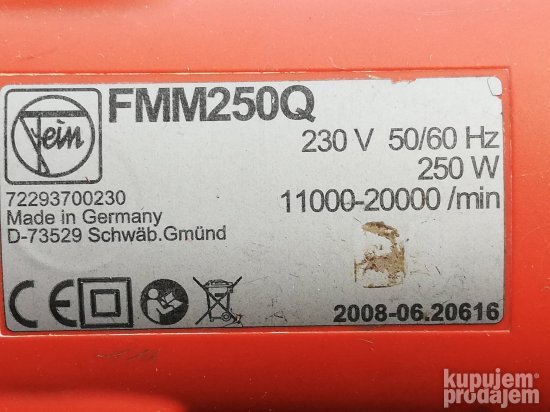 Fein
FMM250Q
230 V 50/60 Hz
250 W
11000-20000 /min
72293700230
Made in Germany
D-73529 Schwäb.Gmünd
CE
2008-06.20616
kupujem
prodajem